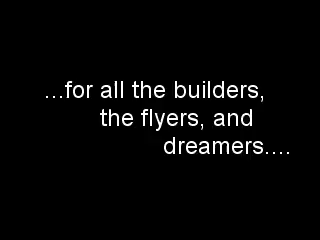 ...for all the builders,
the flyers, and
dreamers....